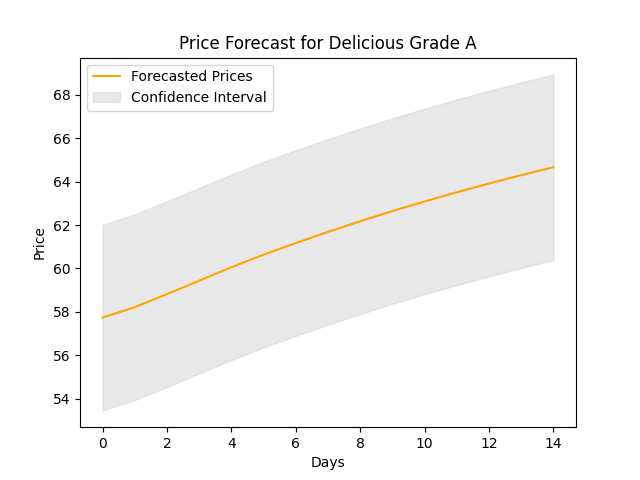 Price Forecast for Delicious Grade A
Forecasted Prices
Confidence Interval
Price
68
66
64
62
60
58
56
54
0 2 4 6 8 10 12 14
Days